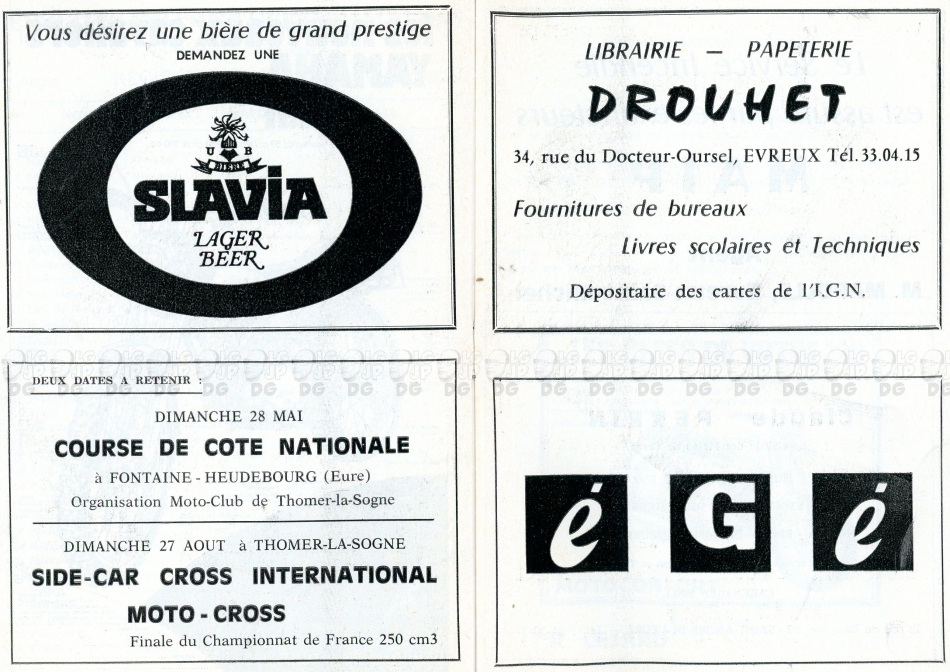 Vous désirez une bière de grand prestige
DEMANDEZ UNE
U B
BIÈRE
SLAViA
LAGER
BEER
LIBRAIRIE — PAPETERIE
DROUHET
34, rue du Docteur-Oursel, EVREUX Tél. 33.04.15
Fournitures de bureaux
Livres scolaires et Techniques
Dépositaire des cartes de l'I.G.N.
DEUX DATES A RETENIR :
DIMANCHE 28 MAI
COURSE DE COTE NATIONALE
à FONTAINE - HEUDEBOURG (Eure)
Organisation Moto-Club de Thomer-la-Sogne
DIMANCHE 27 AOUT à THOMER-LA-SOGNE
SIDE-CAR CROSS INTERNATIONAL
MOTO - CROSS
Finale du Championnat de France 250 cm3
é G é